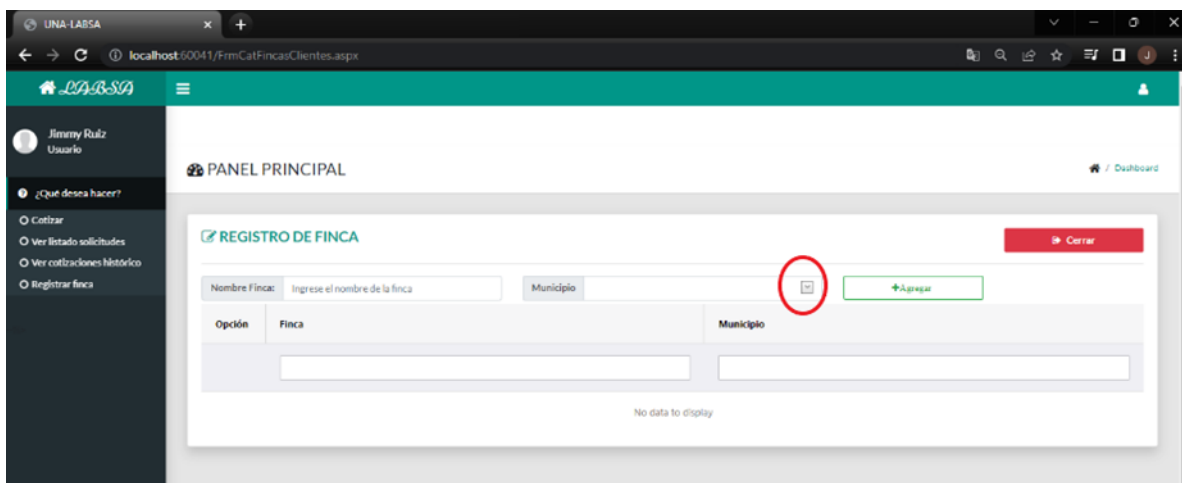 UNA-LABSA
localhost:60041/FrmCatFincasClientes.aspx
J
LABSA
Jimmy Ruiz
Usuario
PANEL PRINCIPAL
/ Dashboard
¿Qué desea hacer?
Cotizar
Ver listado solicitudes
Ver cotizaciones histórico
Registrar finca
REGISTRO DE FINCA
Cerrar
Nombre Finca: Ingrese el nombre de la finca Municipio +Agregar
Opción Finca Municipio
No data to display